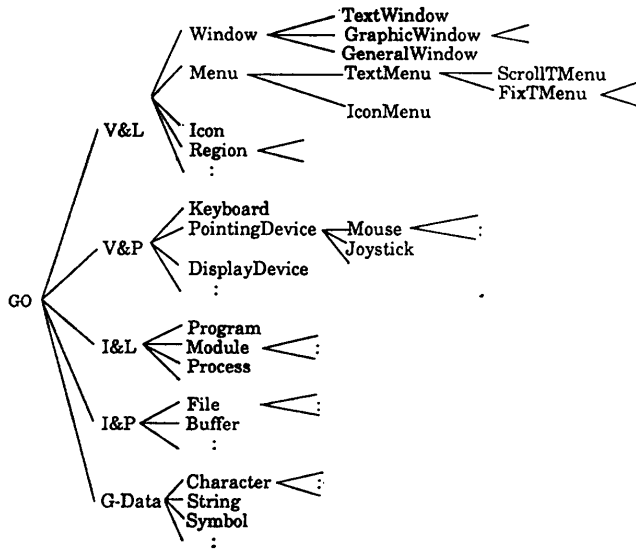 TextWindow
Window GraphicWindow
GeneralWindow
Menu TextMenu ScrollTMenu
FixTMenu
IconMenu
V&L Icon
Region
:
Keyboard
V&P PointingDevice Mouse :
Joystick
DisplayDevice
:
GO
Program
I&L Module :
Process
File :
I&P Buffer
:
Character :
G-Data String
Symbol
: